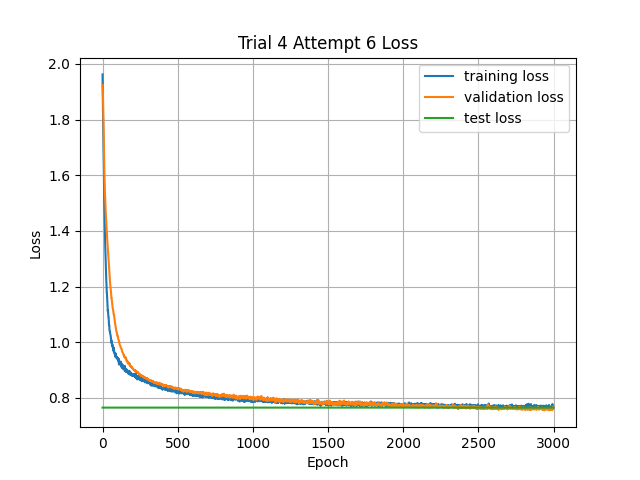 Trial 4 Attempt 6 Loss
training loss
validation loss
test loss
2.0
1.8
1.6
1.4
1.2
1.0
0.8
Loss
0 500 1000 1500 2000 2500 3000
Epoch